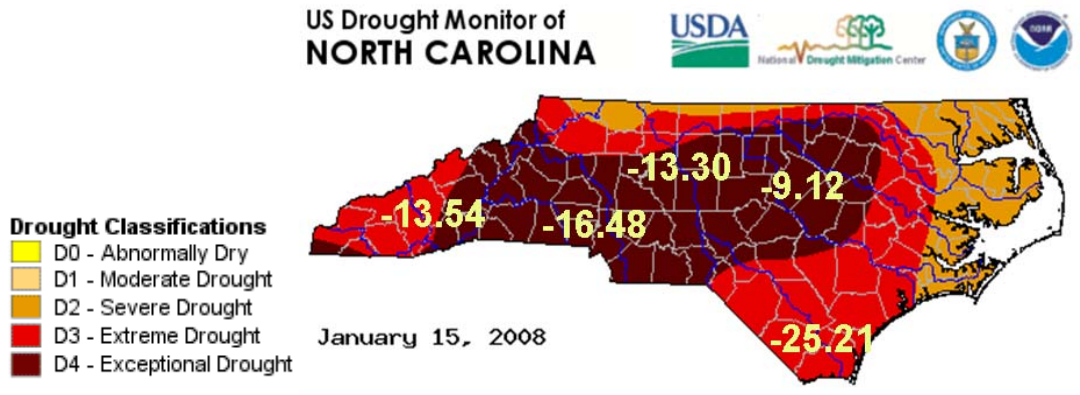 US Drought Monitor of
NORTH CAROLINA
USDA
National Drought Mitigation Center
NOAA
-13.30
-9.12
-13.54
-16.48
-25.21
Drought Classifications
D0 - Abnormally Dry
D1 - Moderate Drought
D2 - Severe Drought
D3 - Extreme Drought
D4 - Exceptional Drought
January 15, 2008